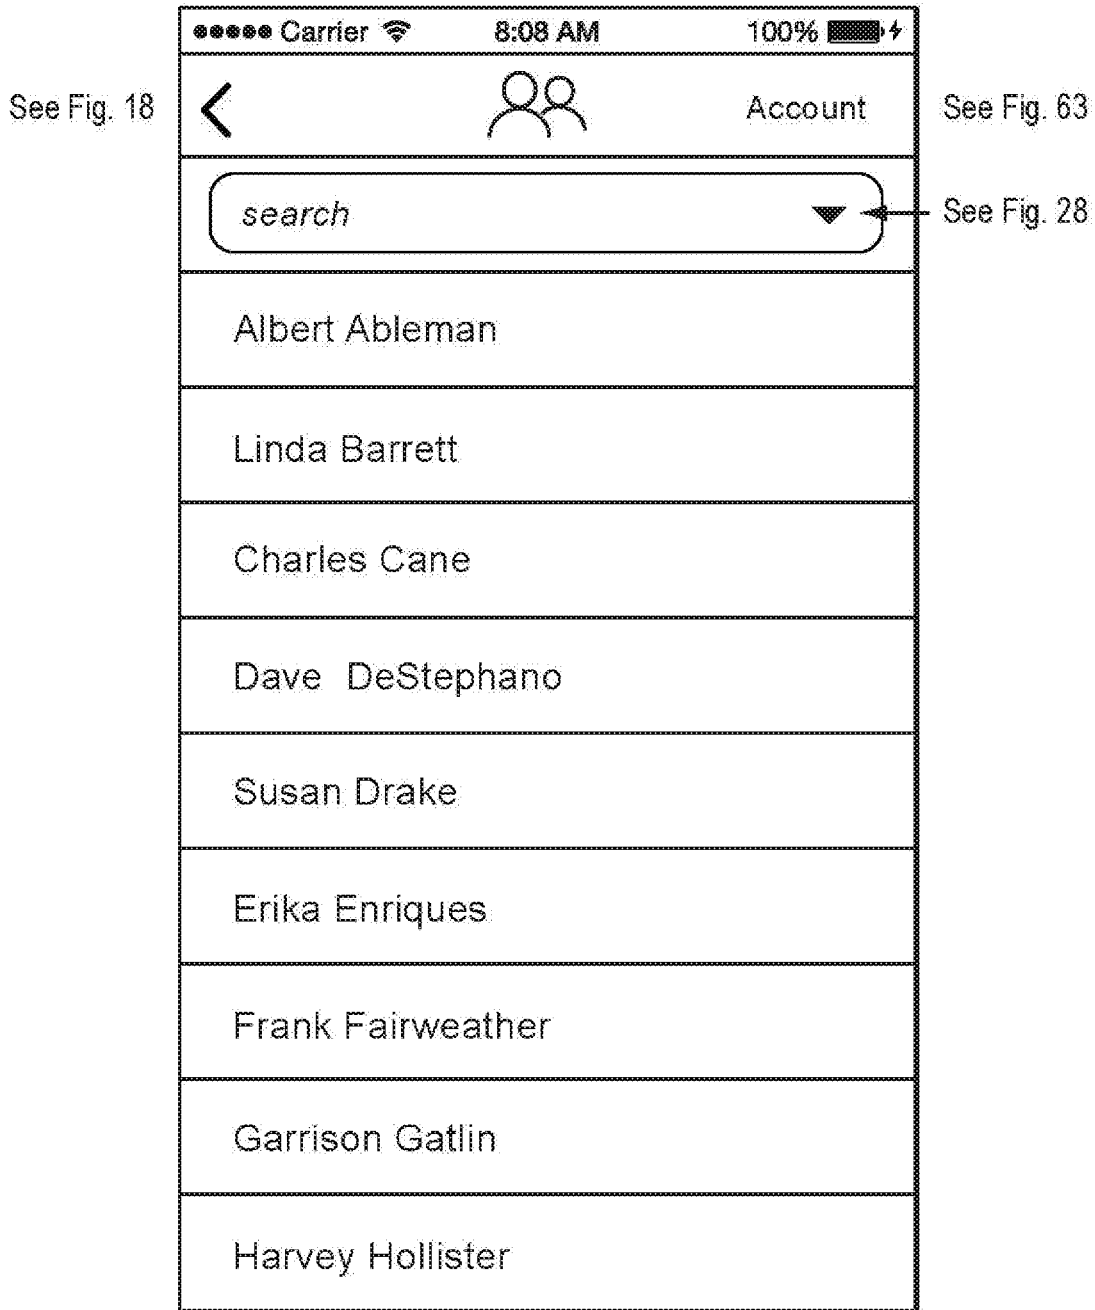 Carrier 8:08 AM 100%
See Fig. 18 Account See Fig. 63
search See Fig. 28
Albert Ableman
Linda Barrett
Charles Cane
Dave DeStephano
Susan Drake
Erika Enriques
Frank Fairweather
Garrison Gatlin
Harvey Hollister